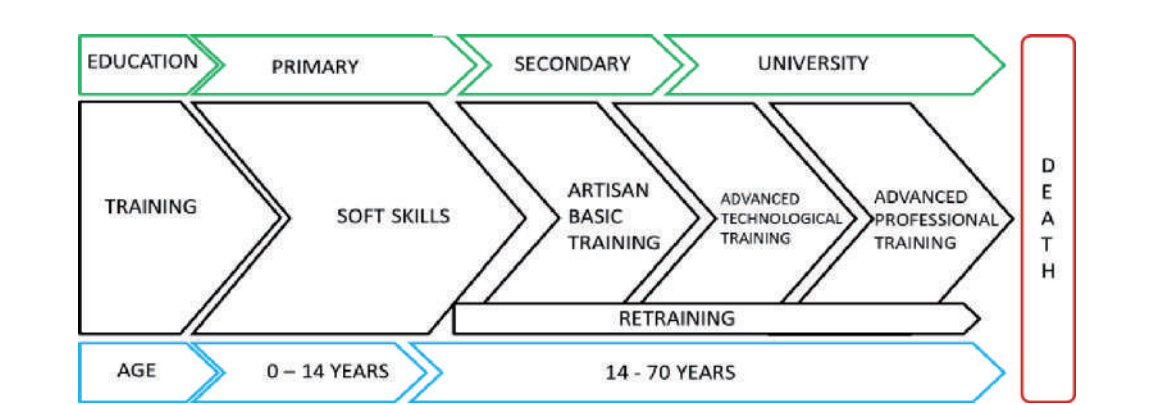 EDUCATION
PRIMARY
SECONDARY
UNIVERSITY
TRAINING
SOFT SKILLS
ARTISAN
BASIC
TRAINING
ADVANCED
TECHNOLOGICAL
TRAINING
ADVANCED
PROFESSIONAL
TRAINING
RETRAINING
AGE
0 – 14 YEARS
14 - 70 YEARS
D
E
A
T
H